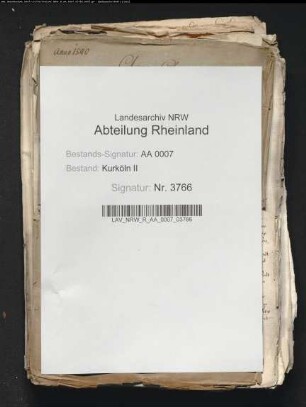 Landesarchiv NRW
Abteilung Rheinland
Bestands-Signatur: AA 0007
Bestand: Kurköln II
Signatur: Nr. 3766
LAV_NRW_R_AA_0007_03766